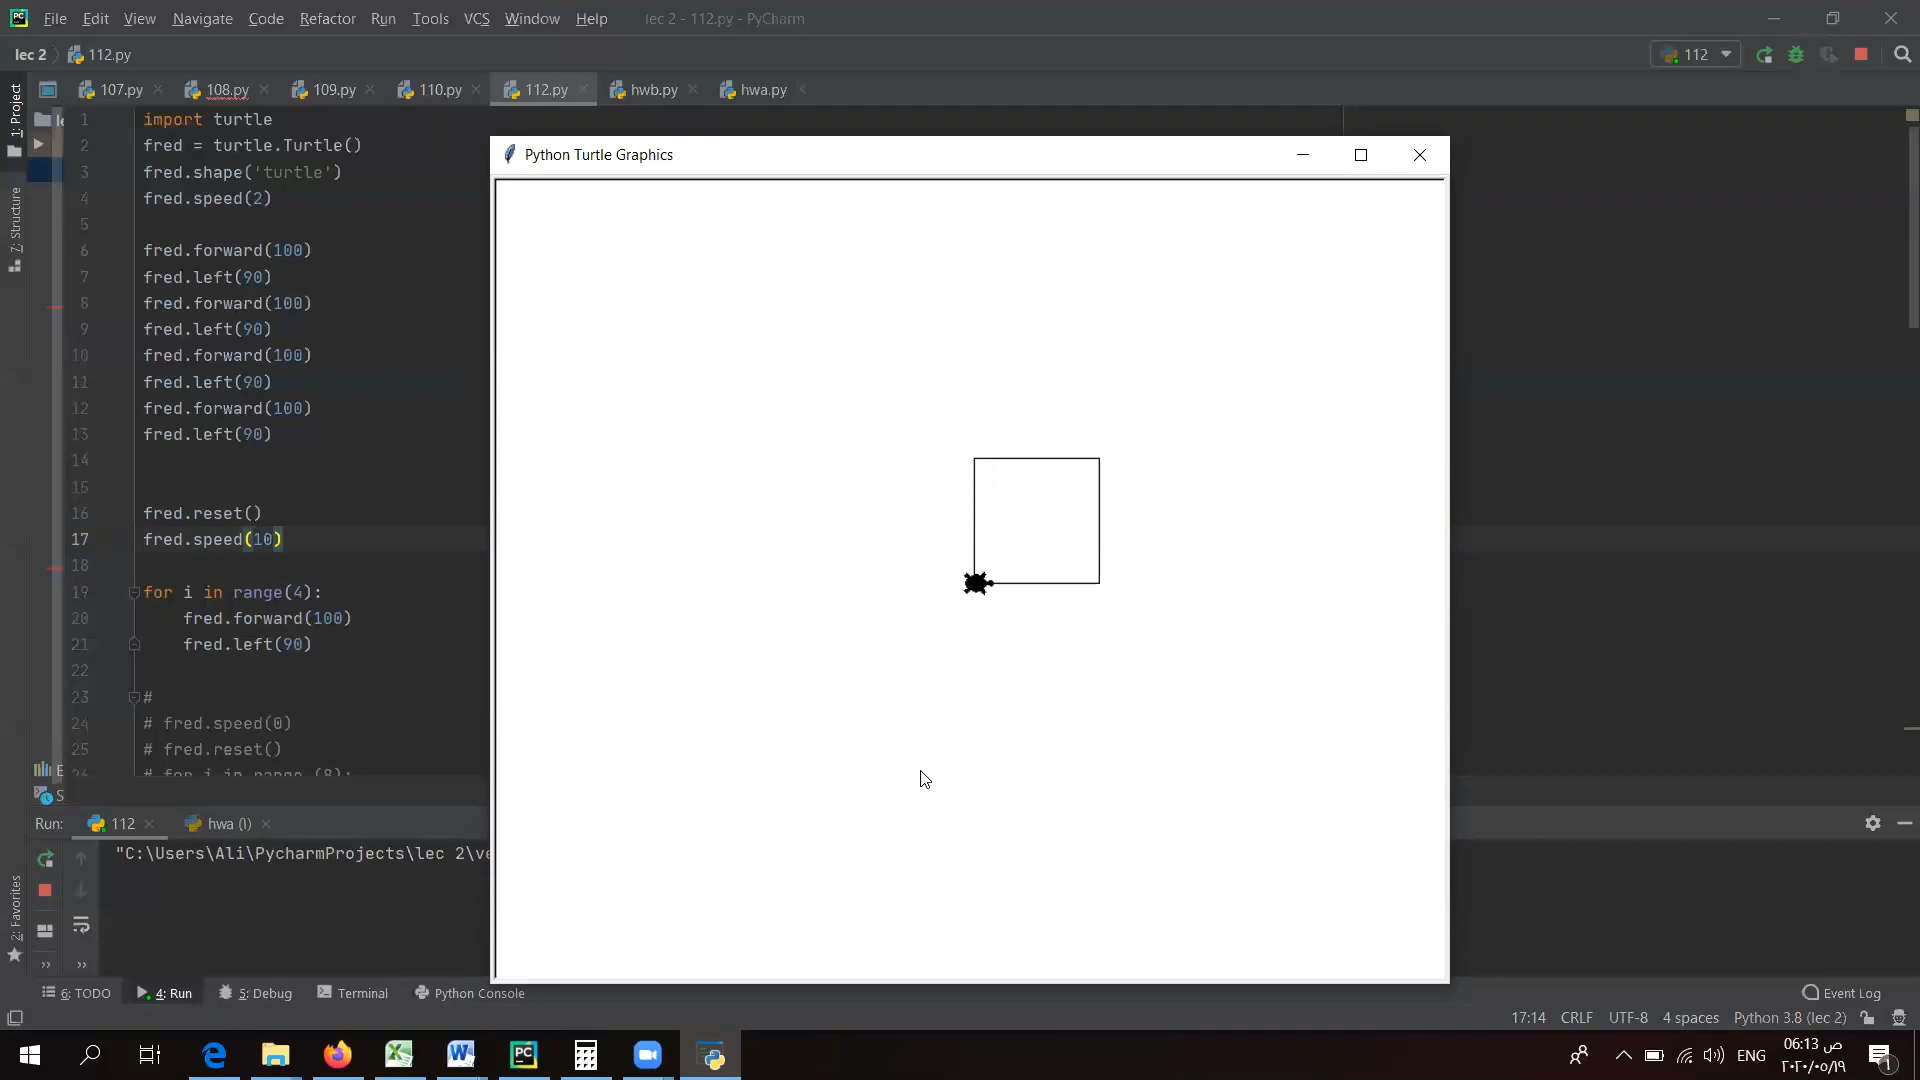 File Edit View Navigate Code Refactor Run Tools VCS Window Help lec 2 - 112.py - PyCharm
lec 2 112.py 112
107.py 108.py 109.py 110.py 112.py hwb.py hwa.py
1: Project
7: Structure
2: Favorites
1 import turtle
2 fred = turtle.Turtle()
3 fred.shape('turtle')
4 fred.speed(2)
5
6 fred.forward(100)
7 fred.left(90)
8 fred.forward(100)
9 fred.left(90)
10 fred.forward(100)
11 fred.left(90)
12 fred.forward(100)
13 fred.left(90)
14
15
16 fred.reset()
17 fred.speed(10)
18
19 for i in range(4):
20 fred.forward(100)
21 fred.left(90)
22
23 #
24 # fred.speed(0)
25 # fred.reset()
26 # for i in range (8):
Python Turtle Graphics
Run: 112 hwa (1)
"C:\Users\Ali\PycharmProjects\lec 2\ve
6: TODO 4: Run 5: Debug Terminal Python Console Event Log
17:14 CRLF UTF-8 4 spaces Python 3.8 (lec 2)
ENG 06:13 ص
٢٠٢٠/٠٥/١٩